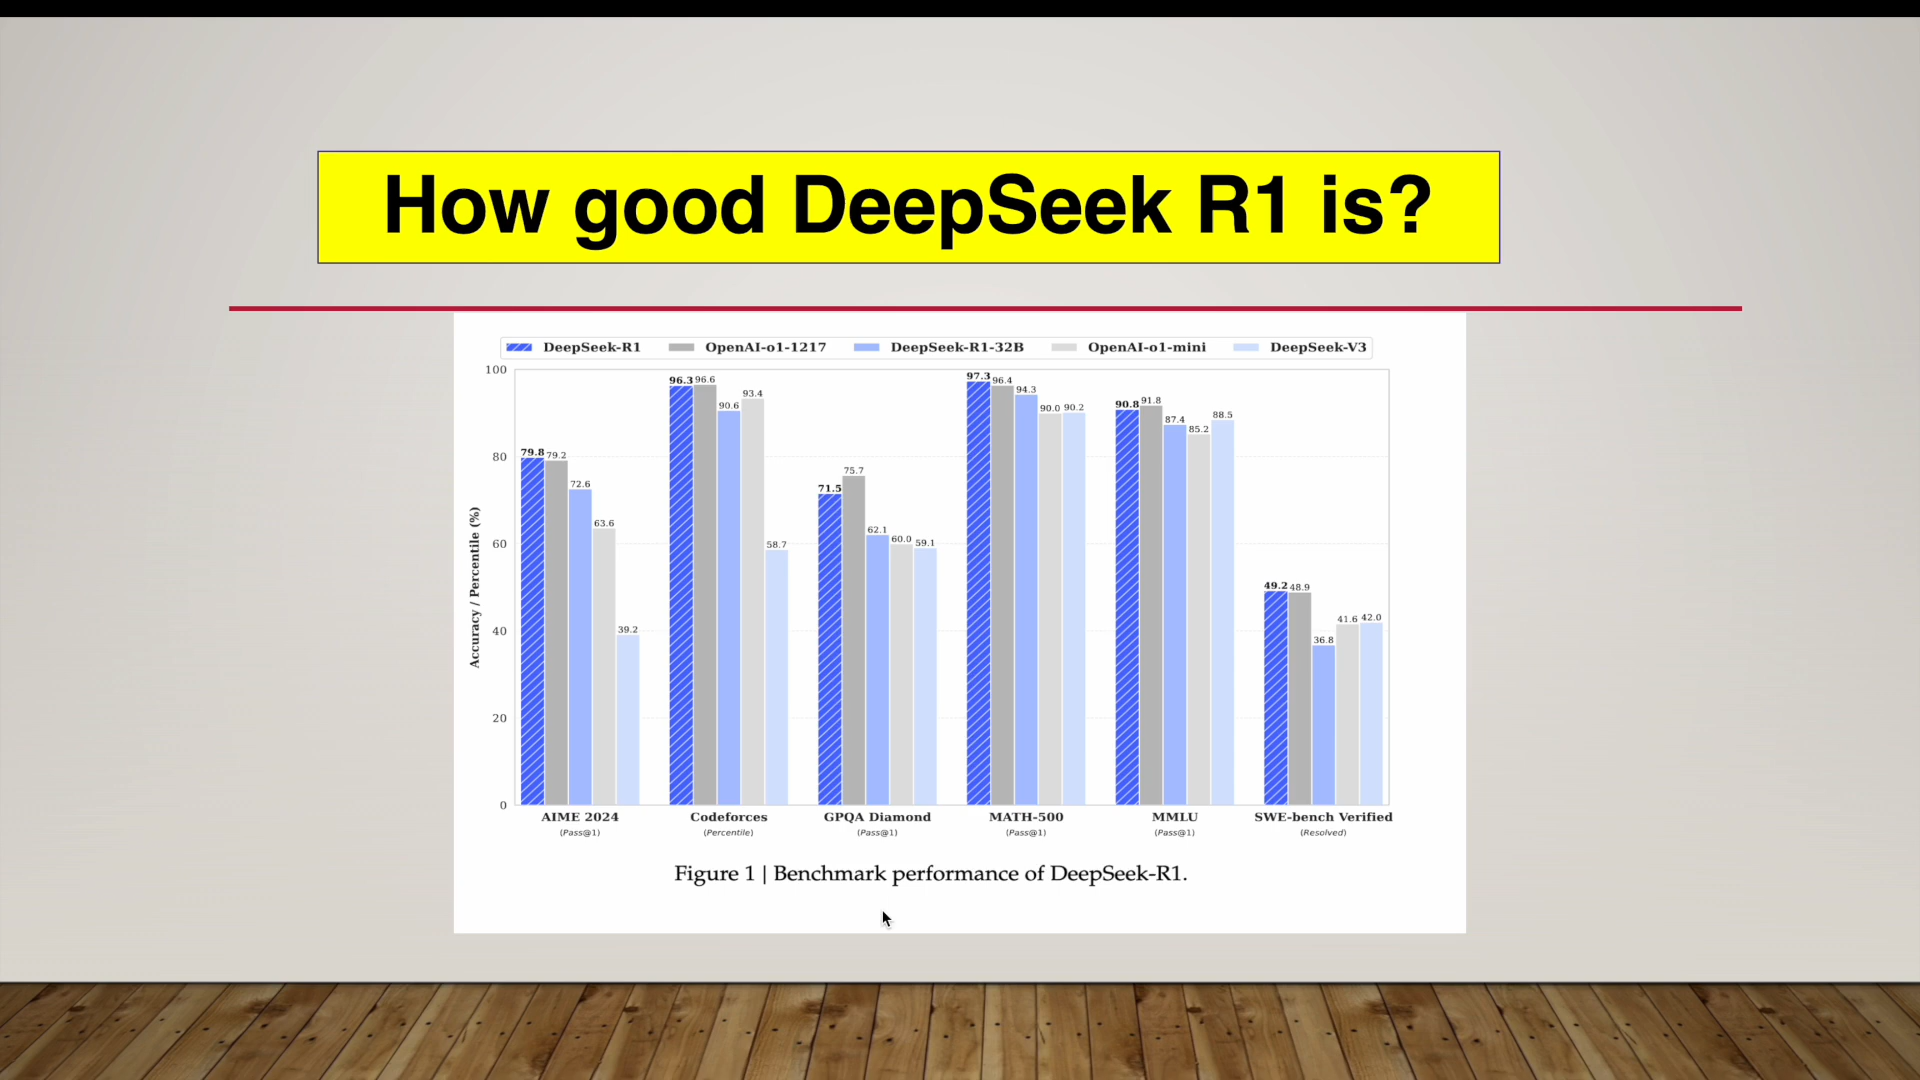 How good DeepSeek R1 is?
DeepSeek-R1 OpenAI-o1-1217 DeepSeek-R1-32B OpenAI-o1-mini DeepSeek-V3
Accuracy / Percentile (%)
100
80
60
40
20
0
79.8 79.2 72.6 63.6 39.2
96.3 96.6 90.6 93.4 58.7
71.5 75.7 62.1 60.0 59.1
97.3 96.4 94.3 90.0 90.2
90.8 91.8 87.4 85.2 88.5
49.2 48.9 36.8 41.6 42.0
AIME 2024 Codeforces GPQA Diamond MATH-500 MMLU SWE-bench Verified
(Pass@1) (Percentile) (Pass@1) (Pass@1) (Pass@1) (Resolved)
Figure 1 | Benchmark performance of DeepSeek-R1.